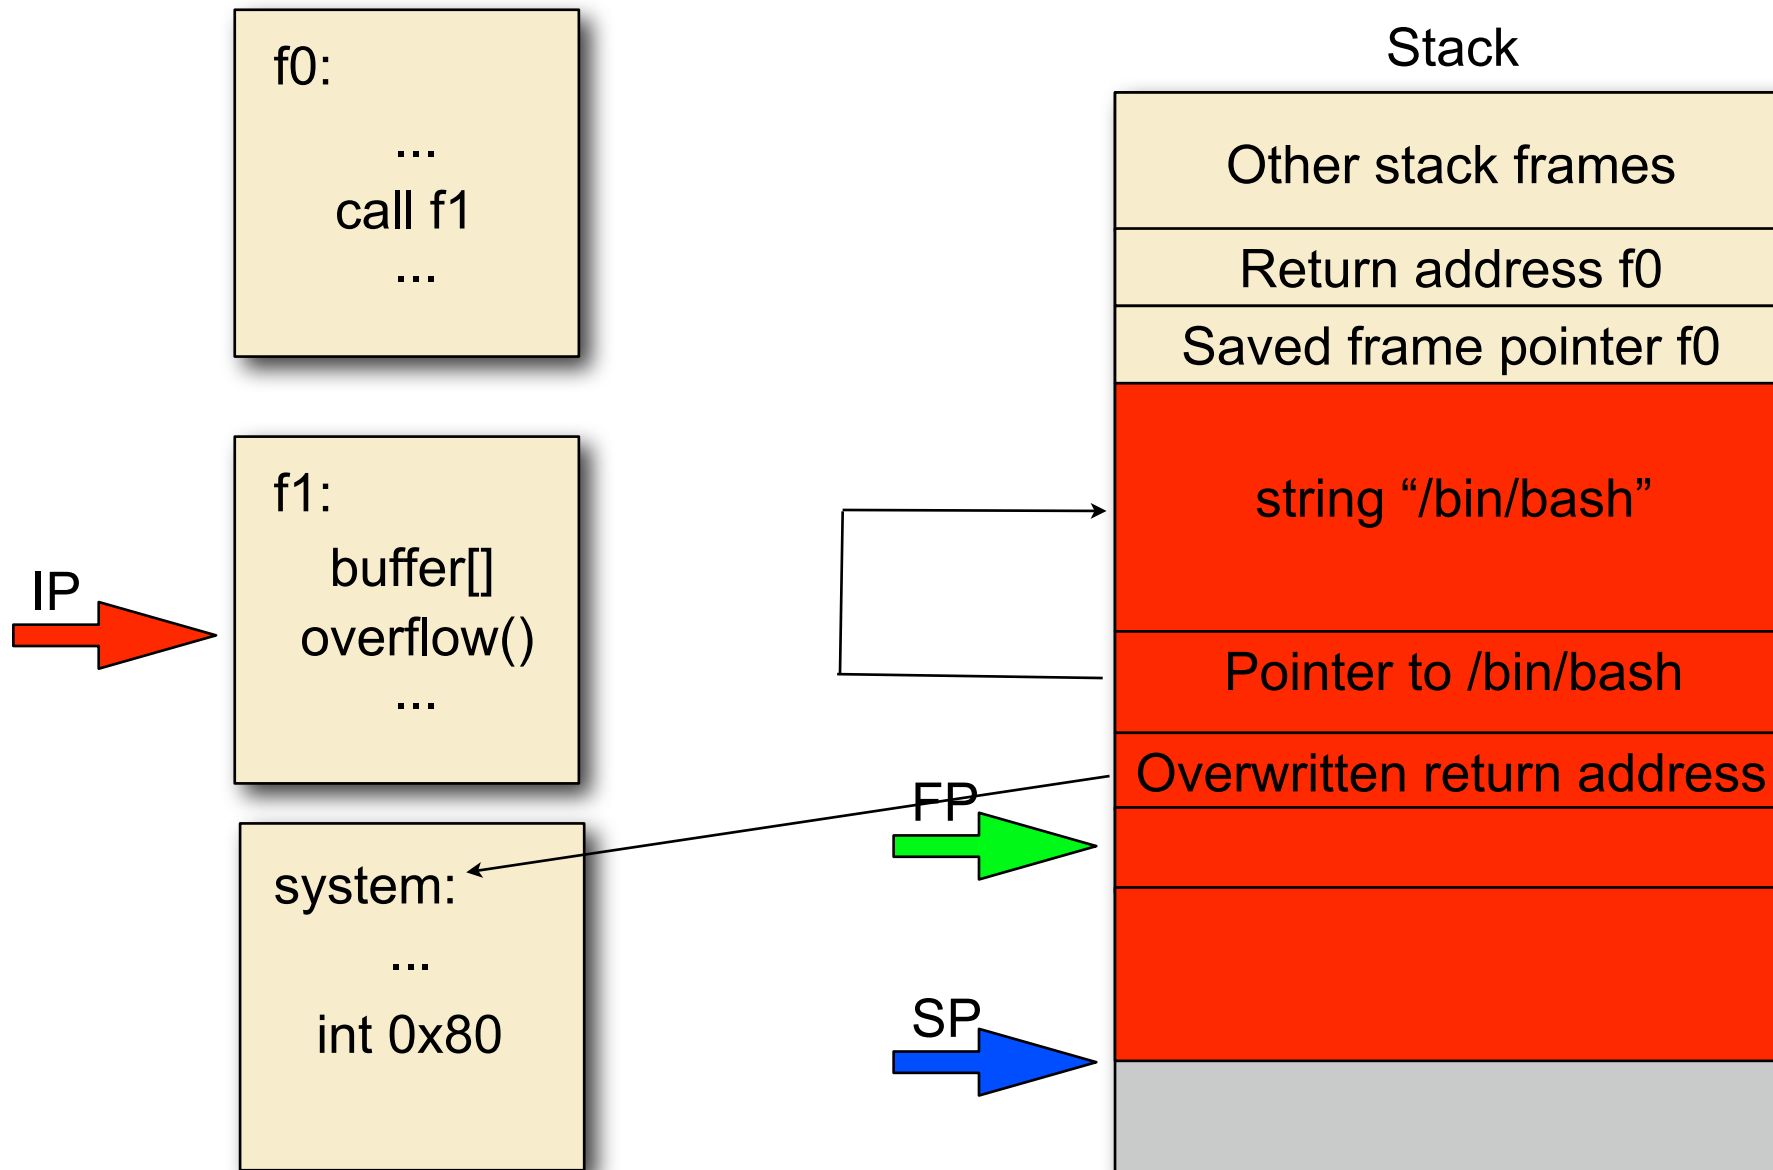 f0:
...
call f1
...
f1:
buffer[]
overflow()
...
system:
...
int 0x80
IP
FP
SP
Stack
Other stack frames
Return address f0
Saved frame pointer f0
string “/bin/bash”
Pointer to /bin/bash
Overwritten return address